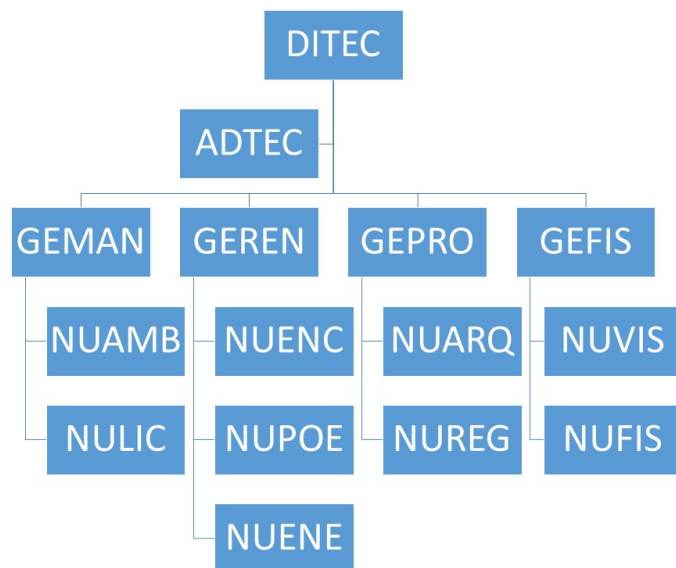 DITEC
ADTEC
GEMAN
GEREN
GEPRO
GEFIS
NUAMB
NUENC
NUARQ
NUVIS
NULIC
NUPOE
NUREG
NUFIS
NUENE